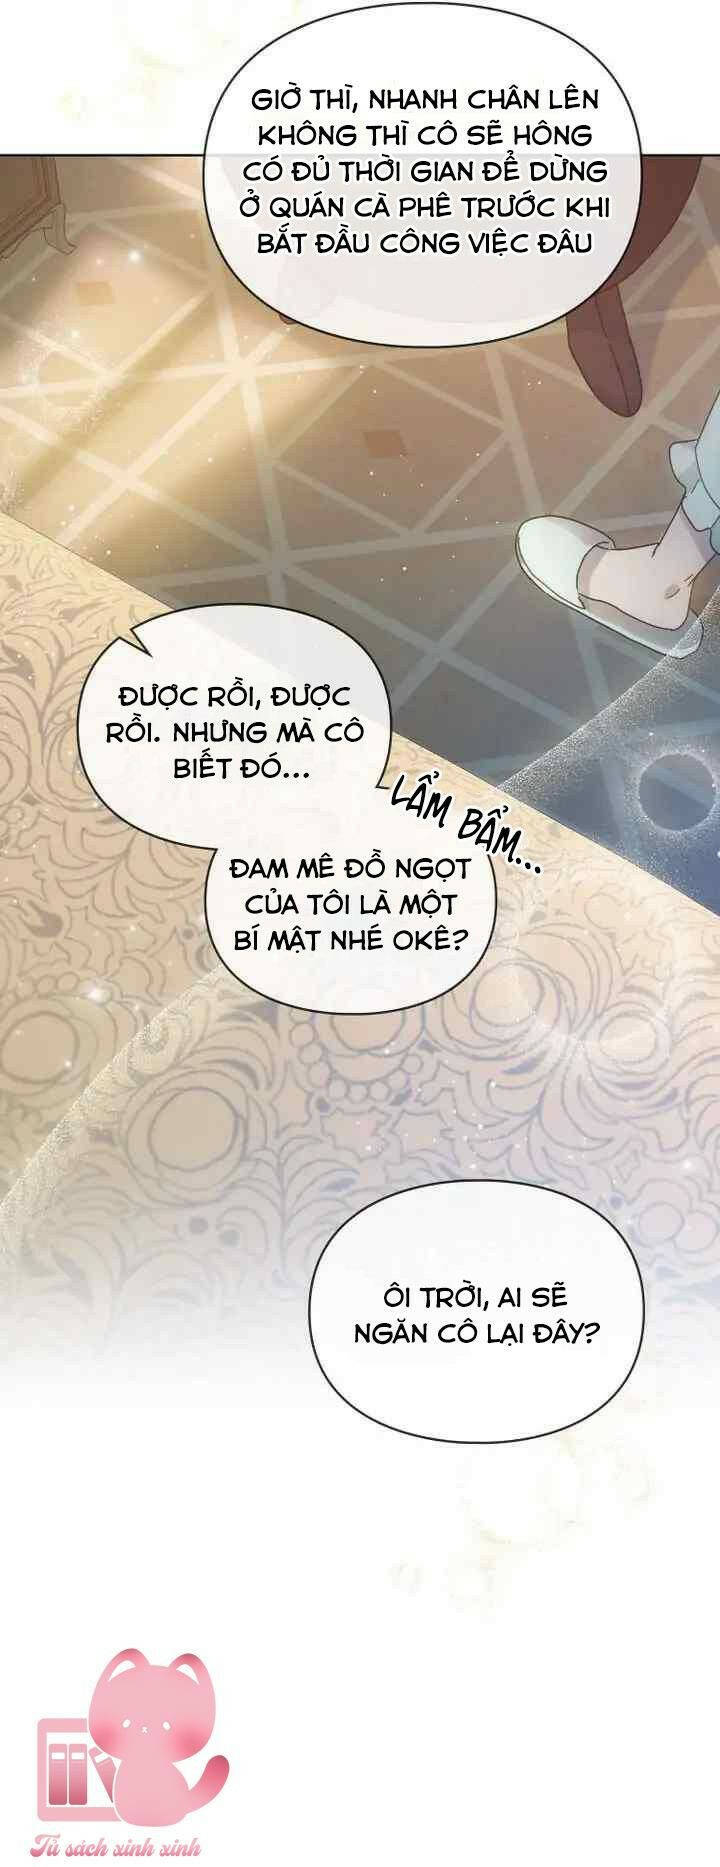 GIỜ THÌ, NHANH CHÂN LÊN
KHÔNG THÌ CÔ SẼ HÔNG
CÓ ĐỦ THỜI GIAN ĐỂ DỪNG
Ở QUÁN CÀ PHÊ TRƯỚC KHI
BẮT ĐẦU CÔNG VIỆC ĐÂU
ĐƯỢC RỒI, ĐƯỢC
RỒI. NHƯNG MÀ CÔ
BIẾT ĐÓ...
LẨM BẨM...
ĐAM MÊ ĐỒ NGỌT
CỦA TÔI LÀ MỘT
BÍ MẬT NHÉ OKÊ?
ÔI TRỜI, AI SẼ
NGĂN CÔ LẠI ĐÂY?
Tủ sách xinh xinh